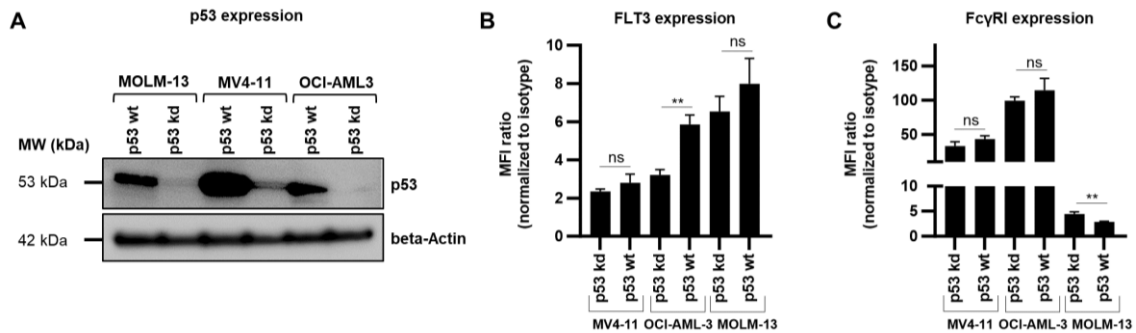 A
p53 expression
MOLM-13 MV4-11 OCI-AML3
p53 wt p53 kd p53 wt p53 kd p53 wt p53 kd
MW (kDa)
53 kDa p53
42 kDa beta-Actin
B
FLT3 expression
MFI ratio
(normalized to isotype)
10
8
6
4
2
0
ns
**
ns
p53 kd p53 wt p53 kd p53 wt p53 kd p53 wt
MV4-11 OCI-AML-3 MOLM-13
C
FcγRI expression
MFI ratio
(normalized to isotype)
150
100
50
10
5
0
ns
ns
**
p53 kd p53 wt p53 kd p53 wt p53 kd p53 wt
MV4-11 OCI-AML-3 MOLM-13